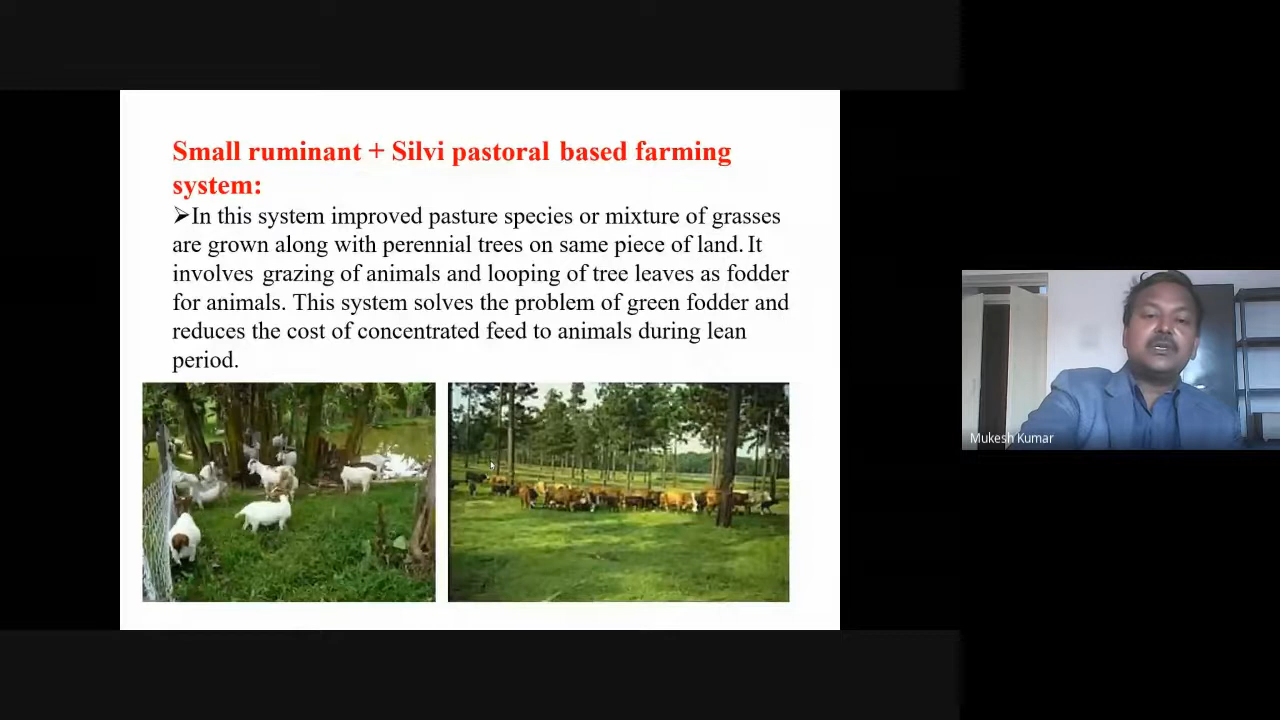 Small ruminant + Silvi pastoral based farming
system:
➢In this system improved pasture species or mixture of grasses
are grown along with perennial trees on same piece of land. It
involves grazing of animals and looping of tree leaves as fodder
for animals. This system solves the problem of green fodder and
reduces the cost of concentrated feed to animals during lean
period.
Mukesh Kumar